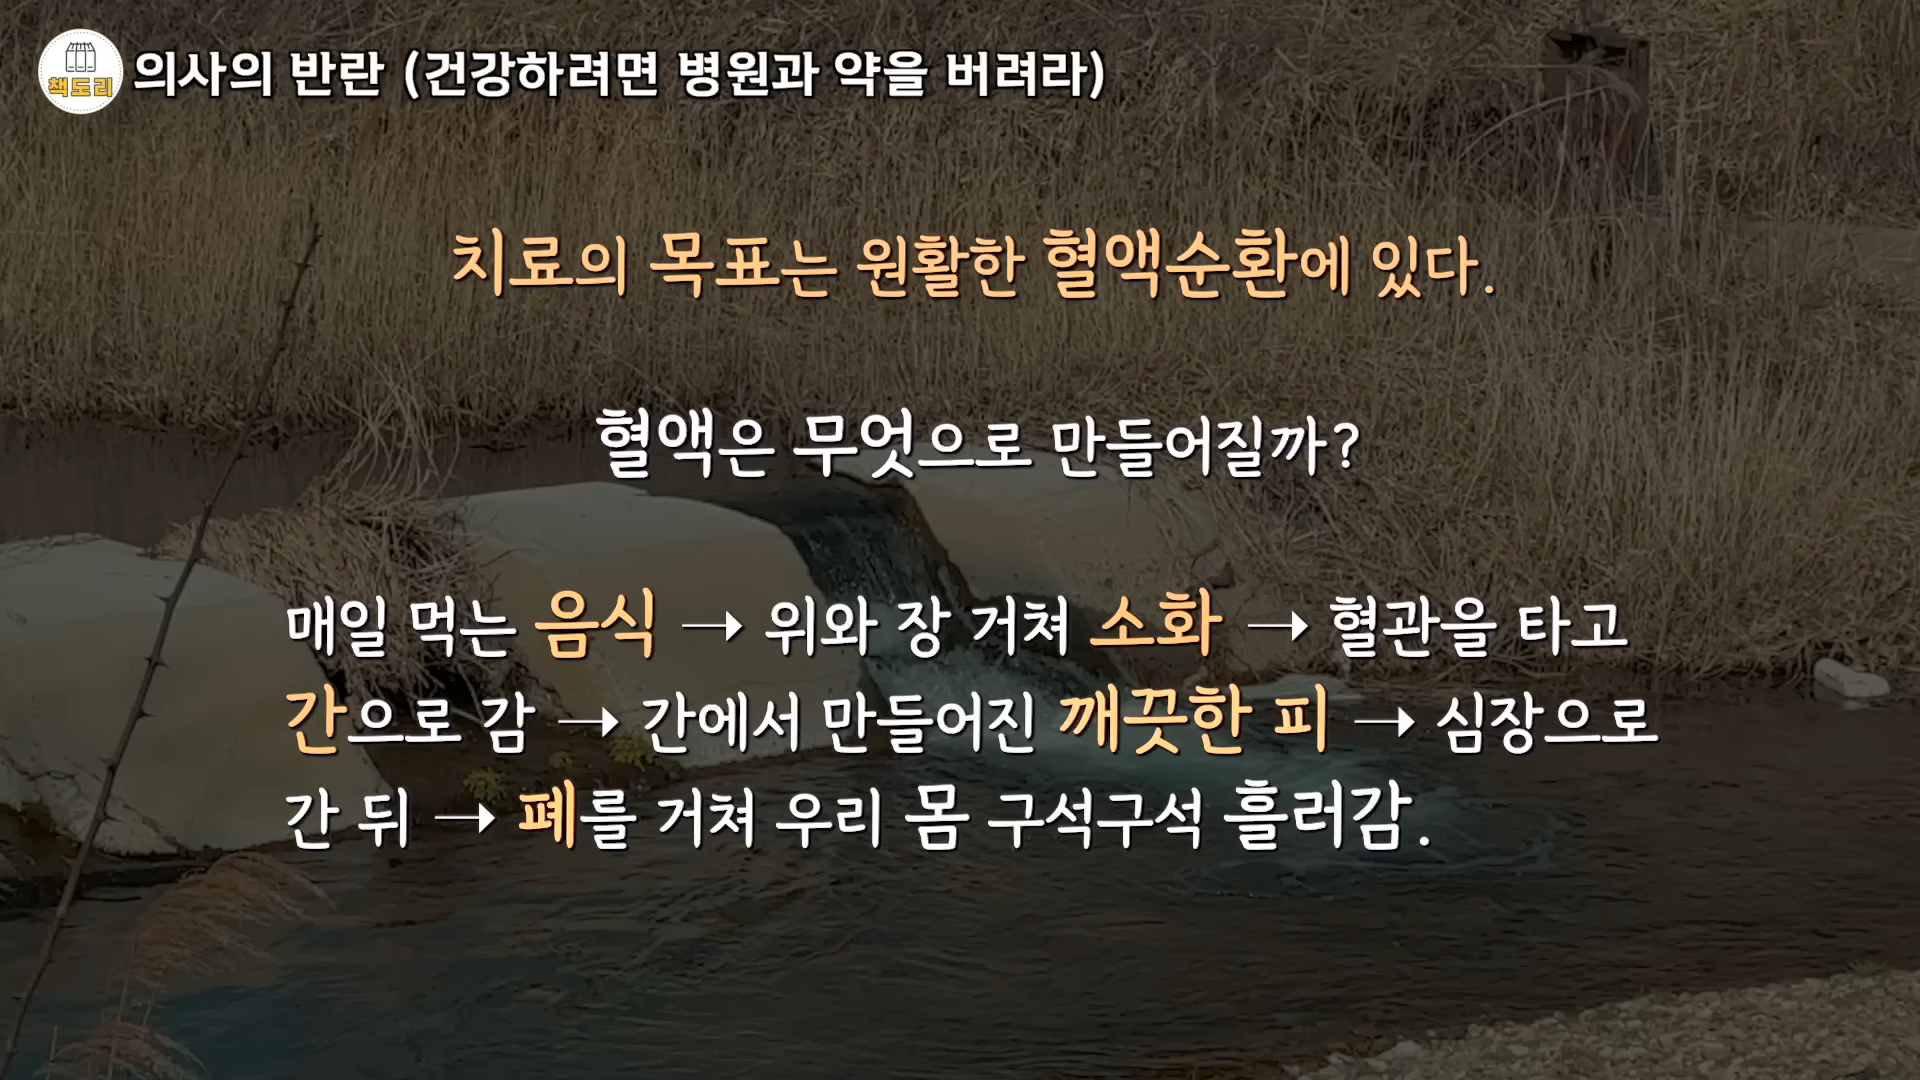 책도리
의사의 반란 (건강하려면 병원과 약을 버려라)
치료의 목표는 원활한 혈액순환에 있다.
혈액은 무엇으로 만들어질까?
매일 먹는 음식 → 위와 장 거쳐 소화 → 혈관을 타고
간으로 감 → 간에서 만들어진 깨끗한 피 → 심장으로
간 뒤 → 폐를 거쳐 우리 몸 구석구석 흘러감.